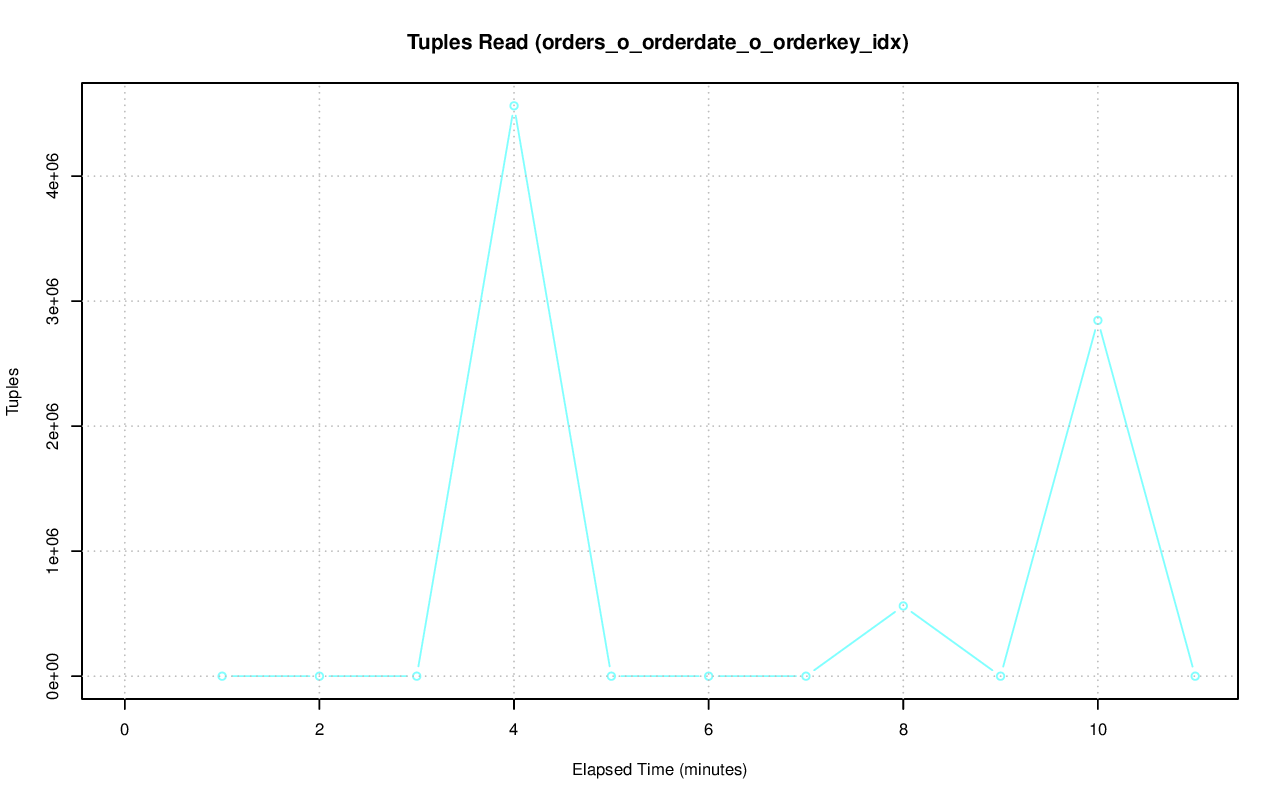 Tuples Read (orders_o_orderdate_o_orderkey_idx)
Tuples
4e+06
3e+06
2e+06
1e+06
0e+00
0 2 4 6 8 10
Elapsed Time (minutes)